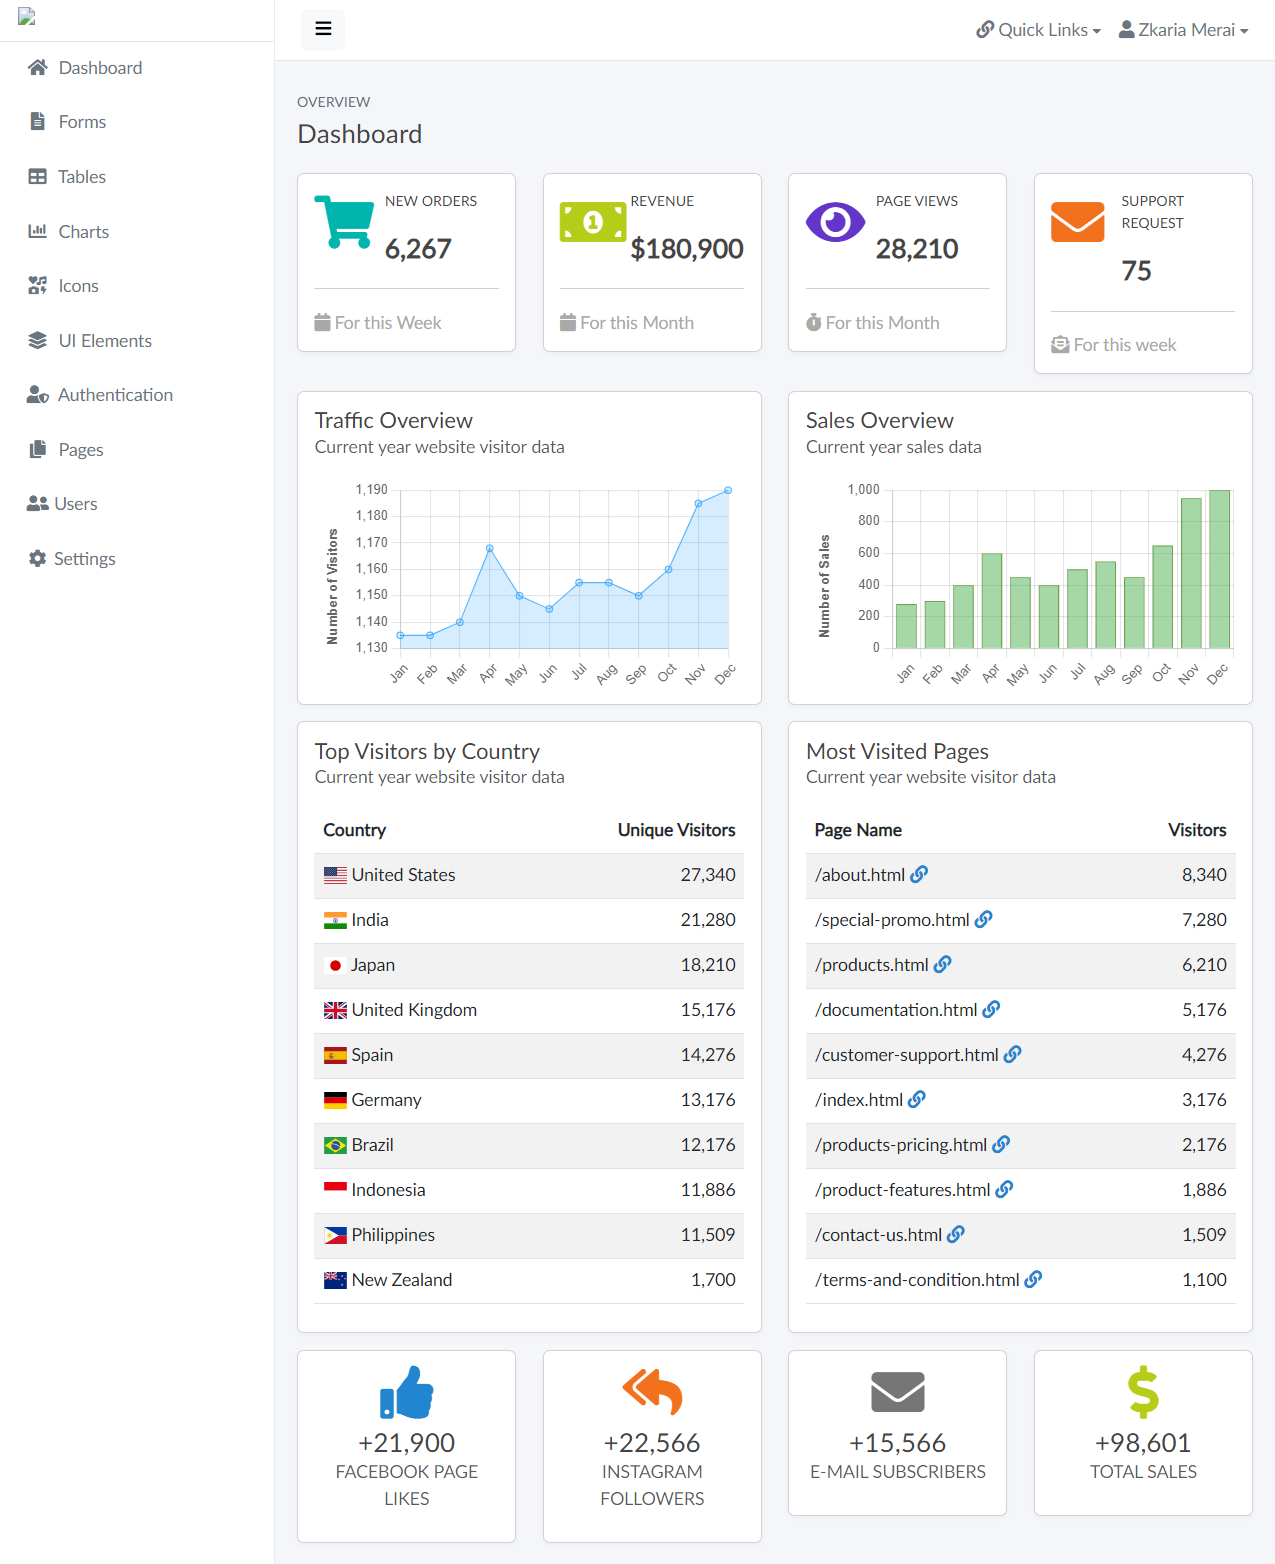 Quick Links
Zkaria Merai
Dashboard
Forms
Tables
Charts
Icons
UI Elements
Authentication
Pages
Users
Settings
OVERVIEW
Dashboard
NEW ORDERS
6,267
For this Week
REVENUE
$180,900
For this Month
PAGE VIEWS
28,210
For this Month
SUPPORT
REQUEST
75
For this week
Traffic Overview
Current year website visitor data
Number of Visitors
1,190
1,180
1,170
1,160
1,150
1,140
1,130
Jan Feb Mar Apr May Jun Jul Aug Sep Oct Nov Dec
Sales Overview
Current year sales data
Number of Sales
1,000
800
600
400
200
0
Jan Feb Mar Apr May Jun Jul Aug Sep Oct Nov Dec
Top Visitors by Country
Current year website visitor data
Country Unique Visitors
United States 27,340
India 21,280
Japan 18,210
United Kingdom 15,176
Spain 14,276
Germany 13,176
Brazil 12,176
Indonesia 11,886
Philippines 11,509
New Zealand 1,700
Most Visited Pages
Current year website visitor data
Page Name Visitors
/about.html 8,340
/special-promo.html 7,280
/products.html 6,210
/documentation.html 5,176
/customer-support.html 4,276
/index.html 3,176
/products-pricing.html 2,176
/product-features.html 1,886
/contact-us.html 1,509
/terms-and-condition.html 1,100
+21,900
FACEBOOK PAGE
LIKES
+22,566
INSTAGRAM
FOLLOWERS
+15,566
E-MAIL SUBSCRIBERS
+98,601
TOTAL SALES